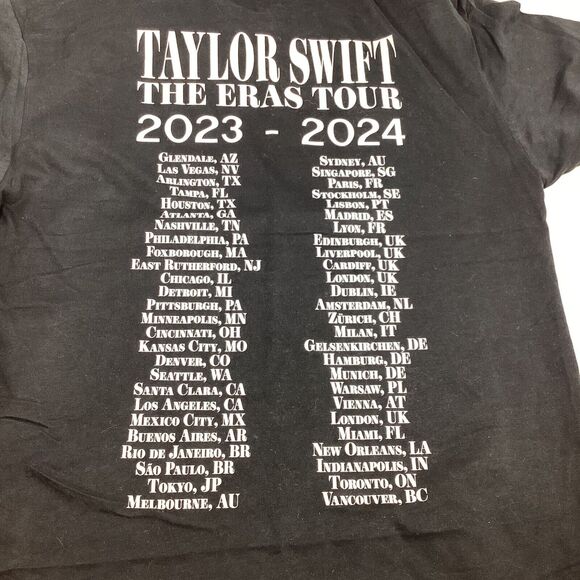 TAYLOR SWIFT
THE ERAS TOUR
2023 - 2024
GLENDALE, AZ
LAS VEGAS, NV
ARLINGTON, TX
TAMPA, FL
HOUSTON, TX
ATLANTA, GA
NASHVILLE, TN
PHILADELPHIA, PA
FOXBOROUGH, MA
EAST RUTHERFORD, NJ
CHICAGO, IL
DETROIT, MI
PITTSBURGH, PA
MINNEAPOLIS, MN
CINCINNATI, OH
KANSAS CITY, MO
DENVER, CO
SEATTLE, WA
SANTA CLARA, CA
LOS ANGELES, CA
MEXICO CITY, MX
BUENOS AIRES, AR
RIO DE JANEIRO, BR
SÃO PAULO, BR
TOKYO, JP
MELBOURNE, AU
SYDNEY, AU
SINGAPORE, SG
PARIS, FR
STOCKHOLM, SE
LISBON, PT
MADRID, ES
LYON, FR
EDINBURGH, UK
LIVERPOOL, UK
CARDIFF, UK
LONDON, UK
DUBLIN, IE
AMSTERDAM, NL
ZÜRICH, CH
MILAN, IT
GELSENKIRCHEN, DE
HAMBURG, DE
MUNICH, DE
WARSAW, PL
VIENNA, AT
LONDON, UK
MIAMI, FL
NEW ORLEANS, LA
INDIANAPOLIS, IN
TORONTO, ON
VANCOUVER, BC